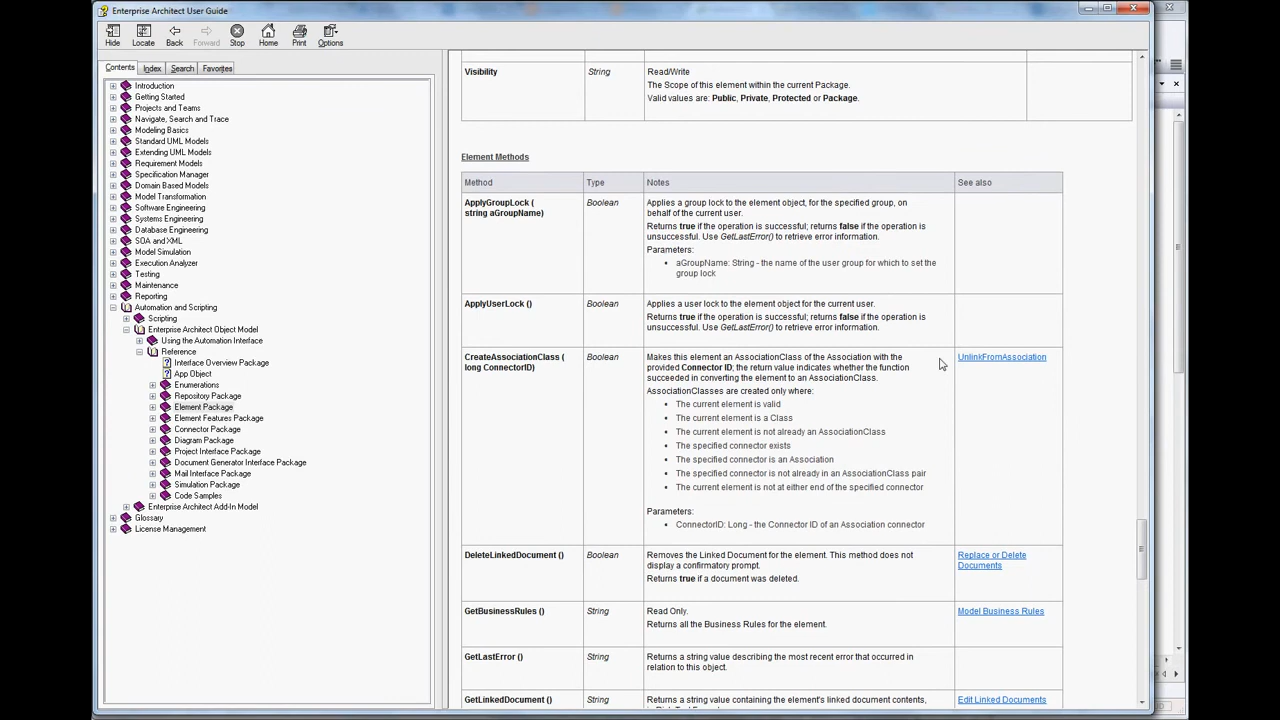 Enterprise Architect User Guide
Hide Locate Back Forward Stop Home Print Options
Contents Index Search Favorites
Introduction
Getting Started
Projects and Teams
Navigate, Search and Trace
Modeling Basics
Standard UML Models
Extending UML Models
Requirement Models
Specification Manager
Domain Based Models
Model Transformation
Software Engineering
Systems Engineering
Database Engineering
SOA and XML
Model Simulation
Execution Analyzer
Testing
Maintenance
Reporting
Automation and Scripting
Scripting
Enterprise Architect Object Model
Using the Automation Interface
Reference
Interface Overview Package
App Object
Enumerations
Repository Package
Element Package
Element Features Package
Connector Package
Diagram Package
Project Interface Package
Document Generator Interface Package
Mail Interface Package
Simulation Package
Code Samples
Enterprise Architect Add-In Model
Glossary
License Management
Visibility String Read/Write
The Scope of this element within the current Package.
Valid values are: Public, Private, Protected or Package.
Element Methods
Method Type Notes See also
ApplyGroupLock ( Boolean Applies a group lock to the element object, for the specified group, on
string aGroupName) behalf of the current user.
Returns true if the operation is successful; returns false if the operation is
unsuccessful. Use GetLastError() to retrieve error information.
Parameters:
• aGroupName: String - the name of the user group for which to set the
group lock
ApplyUserLock () Boolean Applies a user lock to the element object for the current user.
Returns true if the operation is successful; returns false if the operation is
unsuccessful. Use GetLastError() to retrieve error information.
CreateAssociationClass ( Boolean Makes this element an AssociationClass of the Association with the UnlinkFromAssociation
long ConnectorID) provided Connector ID; the return value indicates whether the function
succeeded in converting the element to an AssociationClass.
AssociationClasses are created only where:
• The current element is valid
• The current element is a Class
• The current element is not already an AssociationClass
• The specified connector exists
• The specified connector is an Association
• The specified connector is not already in an AssociationClass pair
• The current element is not at either end of the specified connector
Parameters:
• ConnectorID: Long - the Connector ID of an Association connector
DeleteLinkedDocument () Boolean Removes the Linked Document for the element. This method does not Replace or Delete
display a confirmatory prompt. Documents
Returns true if a document was deleted.
GetBusinessRules () String Read Only. Model Business Rules
Returns all the Business Rules for the element.
GetLastError () String Returns a string value describing the most recent error that occurred in
relation to this object.
GetLinkedDocument () String Returns a string value containing the element's linked document contents, Edit Linked Documents